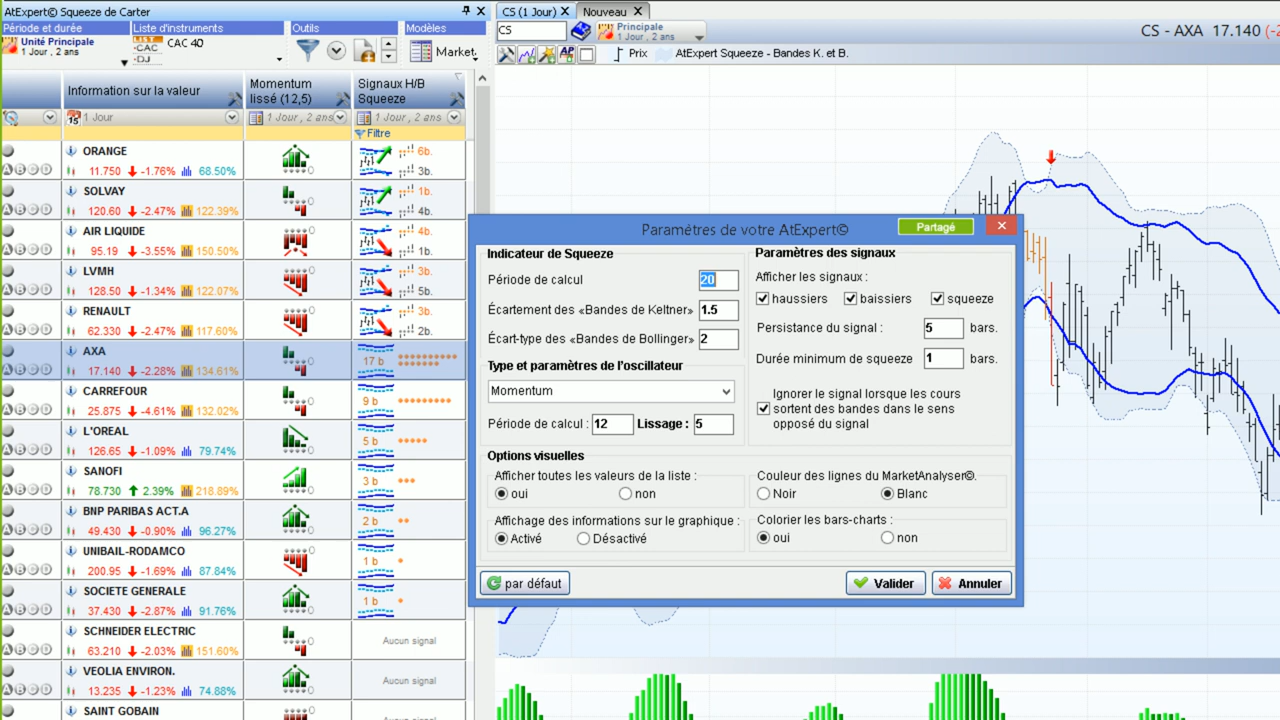 AtExpert© Squeeze de Carter
Période et durée
Liste d'instruments
Outils
Modèles
Unité Principale
1 Jour , 2 ans
LIST
-CAC
-DJ
CAC 40
Market.
Information sur la valeur
Momentum
lissé (12,5)
Signaux H/B
Squeeze
15
1 Jour
1 Jour , 2 ans
1 Jour , 2 ans
Filtre
ORANGE
11.750 -1.76% 68.50%
6b.
3b.
A B C D
SOLVAY
120.60 -2.47% 122.39%
1b.
4b.
A B C D
AIR LIQUIDE
95.19 -3.55% 150.50%
4b.
1b.
A B C D
LVMH
128.50 -1.34% 122.07%
3b.
5b.
A B C D
RENAULT
62.330 -2.47% 117.60%
3b.
2b.
A B C D
AXA
17.140 -2.28% 134.61%
17 b
A B C D
CARREFOUR
25.875 -4.61% 132.02%
9 b
A B C D
L'OREAL
126.65 -1.09% 79.74%
5 b
A B C D
SANOFI
78.730 2.39% 218.89%
3 b
A B C D
BNP PARIBAS ACT.A
49.430 -0.90% 96.27%
2 b
A B C D
UNIBAIL-RODAMCO
200.95 -1.69% 87.84%
1 b
A B C D
SOCIETE GENERALE
37.430 -2.87% 91.76%
1 b
A B C D
SCHNEIDER ELECTRIC
63.210 -2.03% 151.60%
Aucun signal
A B C D
VEOLIA ENVIRON.
13.235 -1.23% 74.88%
Aucun signal
A B C D
SAINT GOBAIN
Aucun signal
CS (1 Jour) X
Nouveau X
CS
Principale
1 Jour , 2 ans
CS - AXA 17.140
AP
Prix
AtExpert Squeeze - Bandes K. et B.
Paramètres de votre AtExpert©
Partagé
Indicateur de Squeeze
Période de calcul 20
Écartement des «Bandes de Keltner» 1.5
Écart-type des «Bandes de Bollinger» 2
Type et paramètres de l'oscillateur
Momentum
Période de calcul : 12 Lissage : 5
Paramètres des signaux
Afficher les signaux :
haussiers baissiers squeeze
Persistance du signal : 5 bars.
Durée minimum de squeeze 1 bars.
Ignorer le signal lorsque les cours
sortent des bandes dans le sens
opposé du signal
Options visuelles
Afficher toutes les valeurs de la liste :
oui non
Couleur des lignes du MarketAnalyser©.
Noir Blanc
Affichage des informations sur le graphique :
Activé Désactivé
Colorier les bars-charts :
oui non
par défaut
Valider
Annuler